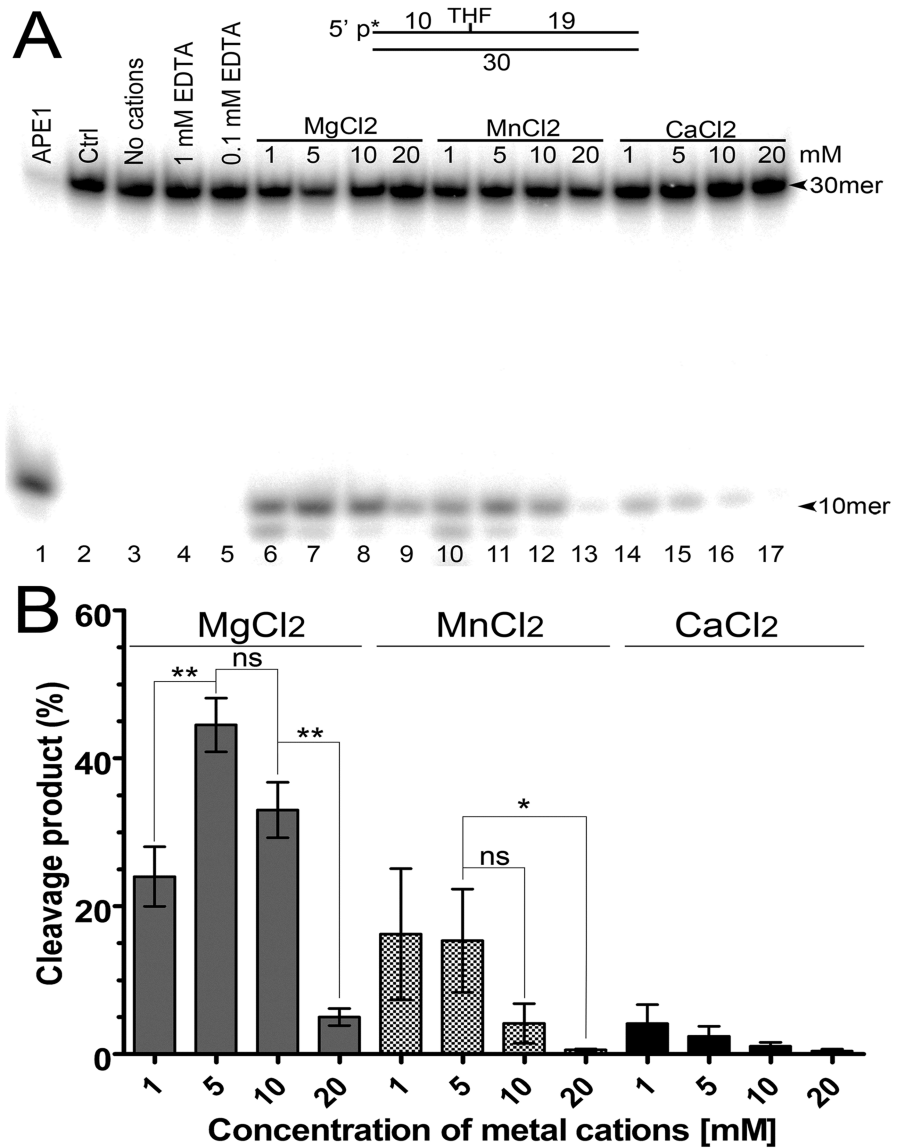 A
5' p* 10 THF 19
30
APE1
Ctrl
No cations
1 mM EDTA
0.1 mM EDTA
MgCl2 MnCl2 CaCl2
1 5 10 20 1 5 10 20 1 5 10 20 mM
30mer
10mer
1 2 3 4 5 6 7 8 9 10 11 12 13 14 15 16 17
B
MgCl2 MnCl2 CaCl2
** ns ** ns *
Cleavage product (%)
60
40
20
0
1 5 10 20 1 5 10 20 1 5 10 20
Concentration of metal cations [mM]